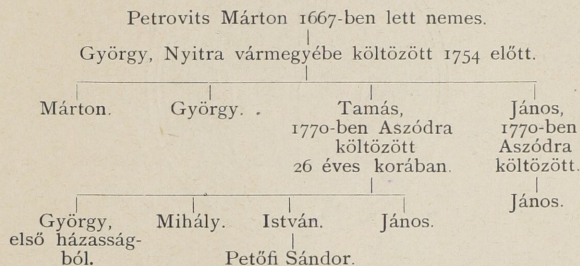 Petrovits Márton 1667-ben lett nemes.
György, Nyitra vármegyébe költözött 1754 előtt.
Márton. György. Tamás, János,
1770-ben Aszódra 1770-ben
költözött Aszódra
26 éves korában. költözött.
János.
György, Mihály. István. János.
első házasság-
ból. Petőfi Sándor.